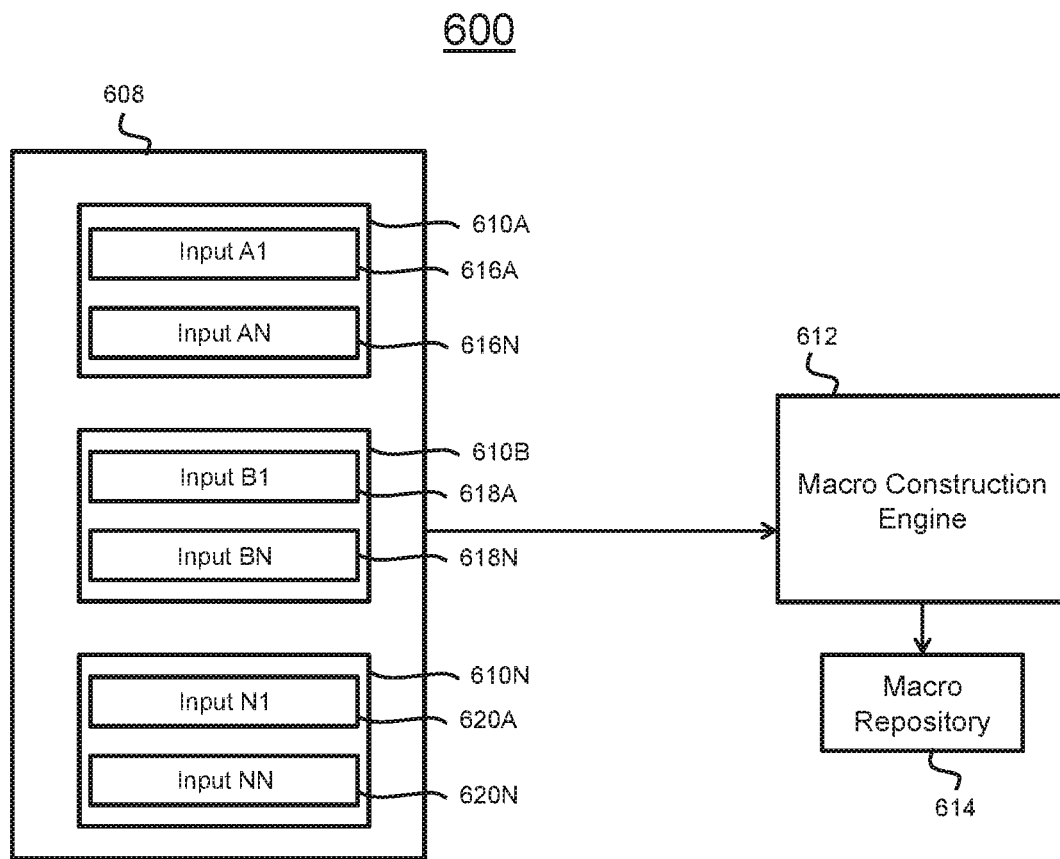 600
608
610A
Input A1
616A
Input AN
616N
612
610B
Input B1
618A
Macro Construction
Engine
Input BN
618N
610N
Input N1
620A
Macro
Repository
Input NN
620N
614